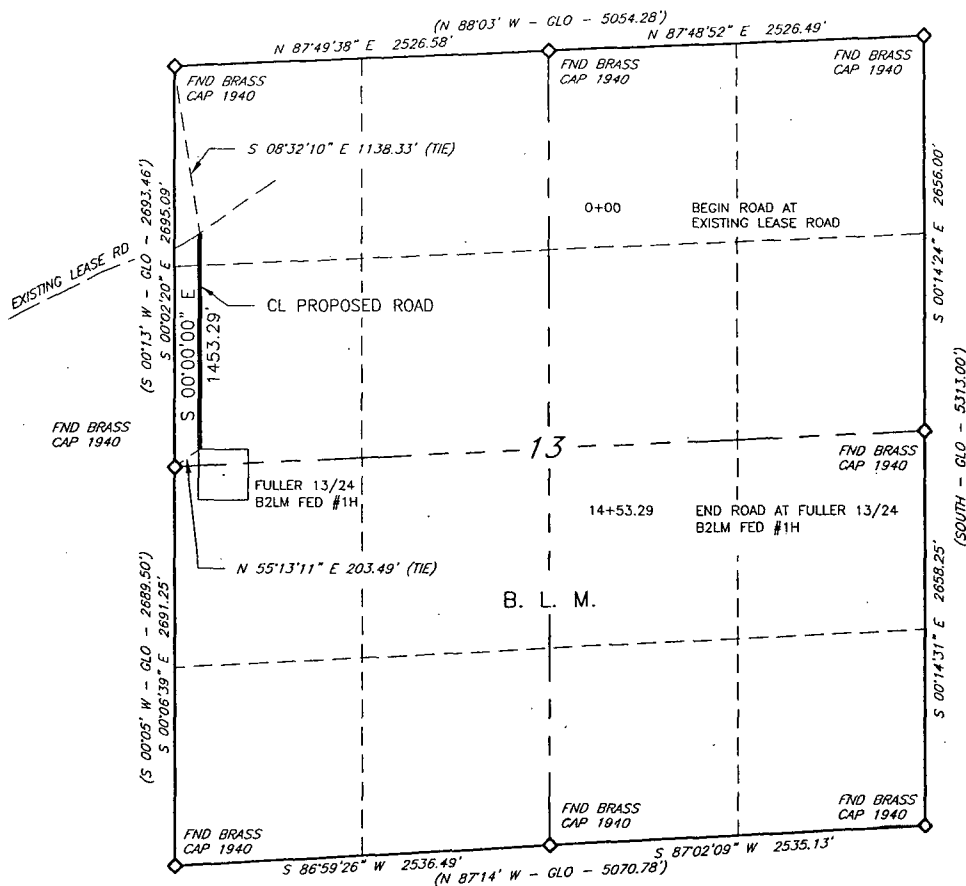 (N 88°03' W - GLO - 5054.28')
N 87°49'38" E 2526.58'
N 87°48'52" E 2526.49'
FND BRASS
CAP 1940
FND BRASS
CAP 1940
FND BRASS
CAP 1940
S 08°32'10" E 1138.33' (TIE)
(S 00°13' W - GLO - 2693.46')
S 00°02'20" E 2695.09'
0+00 BEGIN ROAD AT
EXISTING LEASE ROAD
S 00°14'24" E 2656.00'
EXISTING LEASE RD
CL PROPOSED ROAD
S 00°00'00" E
1453.29'
(SOUTH - GLO - 5313.00')
FND BRASS
CAP 1940
13
FND BRASS
CAP 1940
FULLER 13/24
B2LM FED #1H
14+53.29 END ROAD AT FULLER 13/24
B2LM FED #1H
N 55°13'11" E 203.49' (TIE)
B. L. M.
(S 00°05' W - GLO - 2689.50')
S 00°06'39" E 2691.25'
S 00°14'31" E 2658.25'
FND BRASS
CAP 1940
FND BRASS
CAP 1940
FND BRASS
CAP 1940
S 86°59'26" W 2536.49'
S 87°02'09" W 2535.13'
(N 87°14' W - GLO - 5070.78')